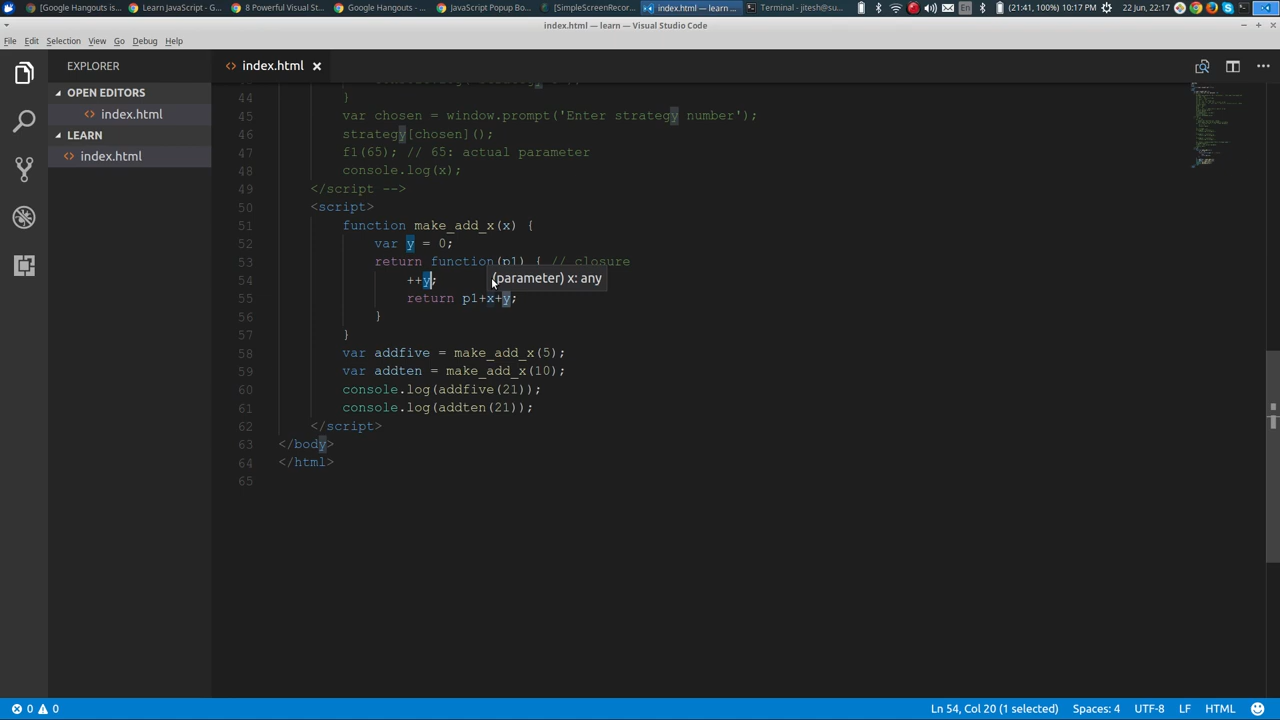 [Google Hangouts is...
Learn JavaScript - G...
8 Powerful Visual St...
Google Hangouts - ...
JavaScript Popup Bo...
[SimpleScreenRecor...
index.html — learn ...
Terminal - jitesh@su...
En
(21:41, 100%) 10:17 PM
22 Jun, 22:17
index.html — learn — Visual Studio Code
File Edit Selection View Go Debug Help
EXPLORER
OPEN EDITORS
index.html
LEARN
index.html
index.html
44 }
45 var chosen = window.prompt('Enter strategy number');
46 strategy[chosen]();
47 f1(65); // 65: actual parameter
48 console.log(x);
49 </script -->
50 <script>
51 function make_add_x(x) {
52 var y = 0;
53 return function(p1) { // closure
54 ++y;
(parameter) x: any
55 return p1+x+y;
56 }
57 }
58 var addfive = make_add_x(5);
59 var addten = make_add_x(10);
60 console.log(addfive(21));
61 console.log(addten(21));
62 </script>
63 </body>
64 </html>
65
0 0
Ln 54, Col 20 (1 selected) Spaces: 4 UTF-8 LF HTML